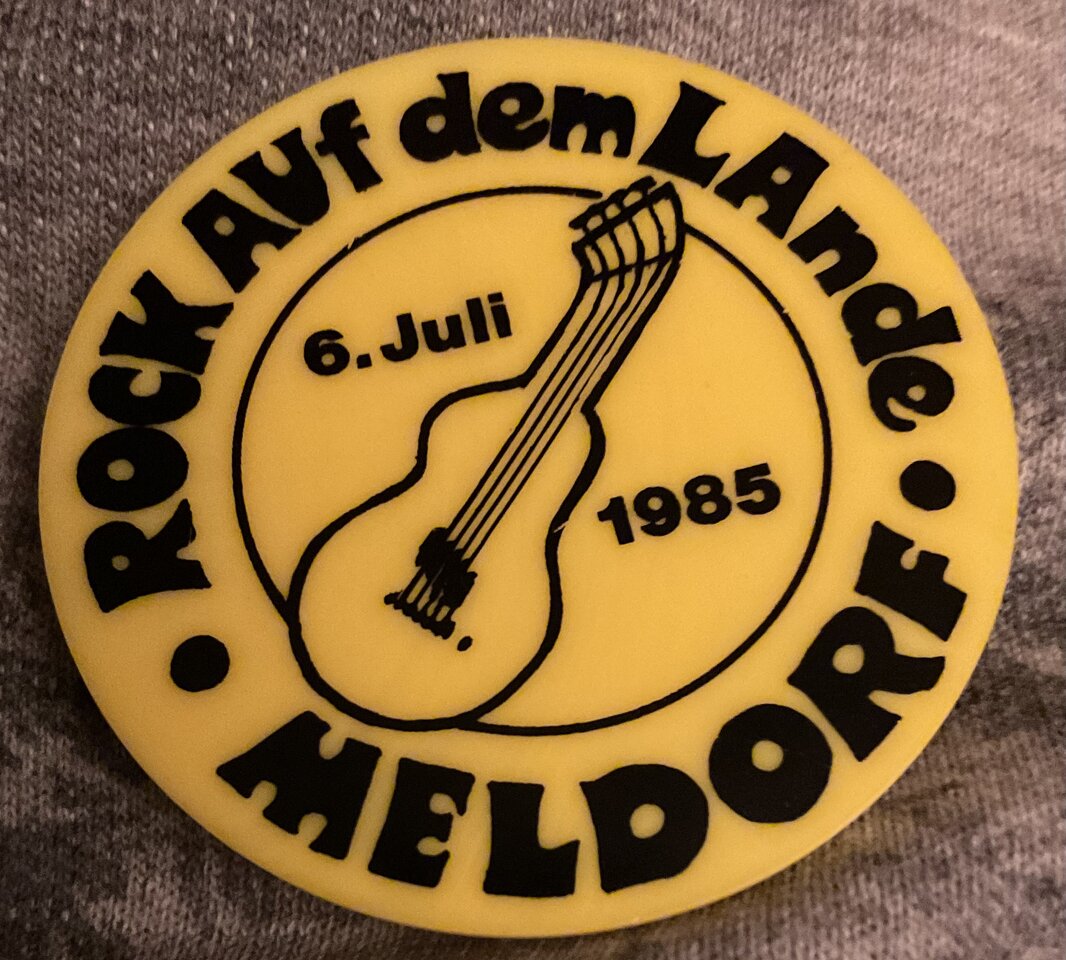 ROCK AUf dem LAnde
6. Juli
1985
• MELDORF •